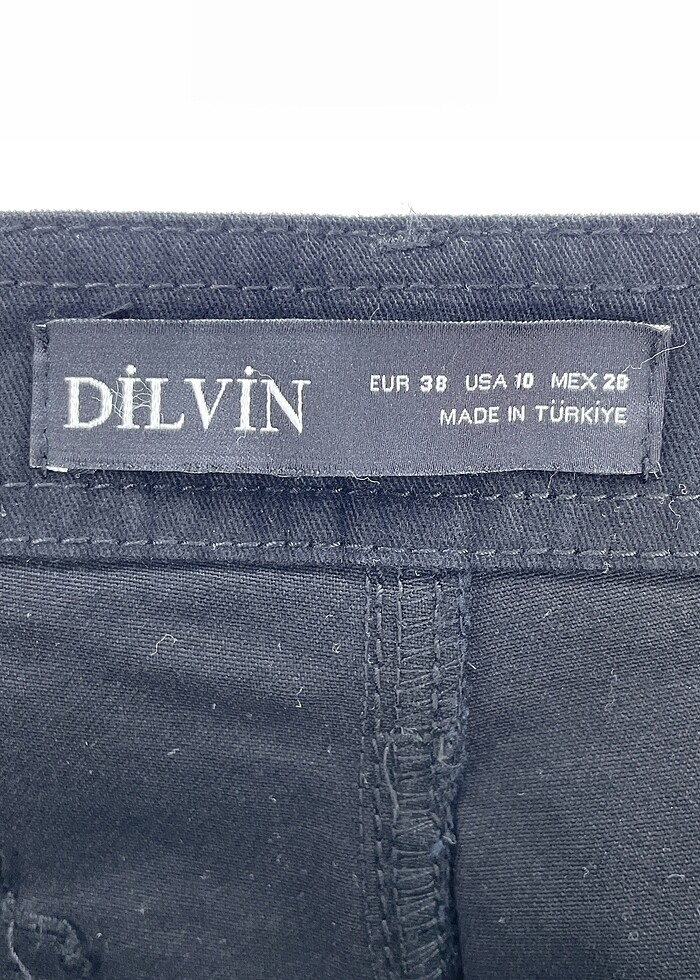 DİLVİN
EUR 38 USA 10 MEX 28
MADE IN TÜRKİYE